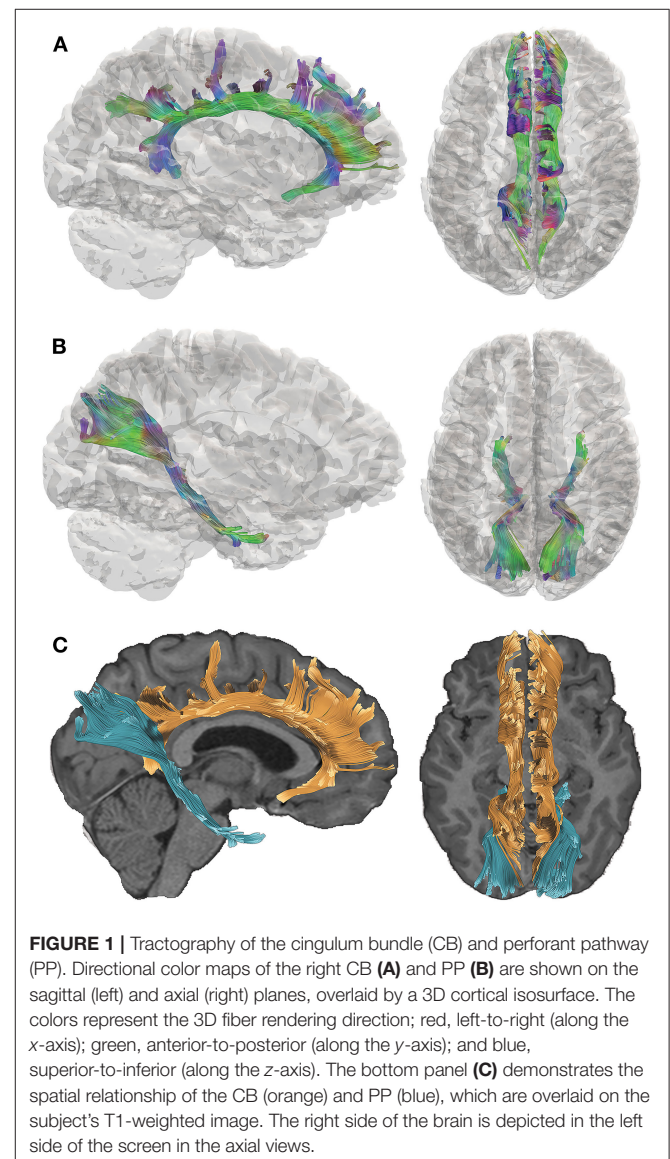 A
B
C
FIGURE 1 | Tractography of the cingulum bundle (CB) and perforant pathway
(PP). Directional color maps of the right CB (A) and PP (B) are shown on the
sagittal (left) and axial (right) planes, overlaid by a 3D cortical isosurface. The
colors represent the 3D fiber rendering direction; red, left-to-right (along the
x-axis); green, anterior-to-posterior (along the y-axis); and blue,
superior-to-inferior (along the z-axis). The bottom panel (C) demonstrates the
spatial relationship of the CB (orange) and PP (blue), which are overlaid on the
subject's T1-weighted image. The right side of the brain is depicted in the left
side of the screen in the axial views.